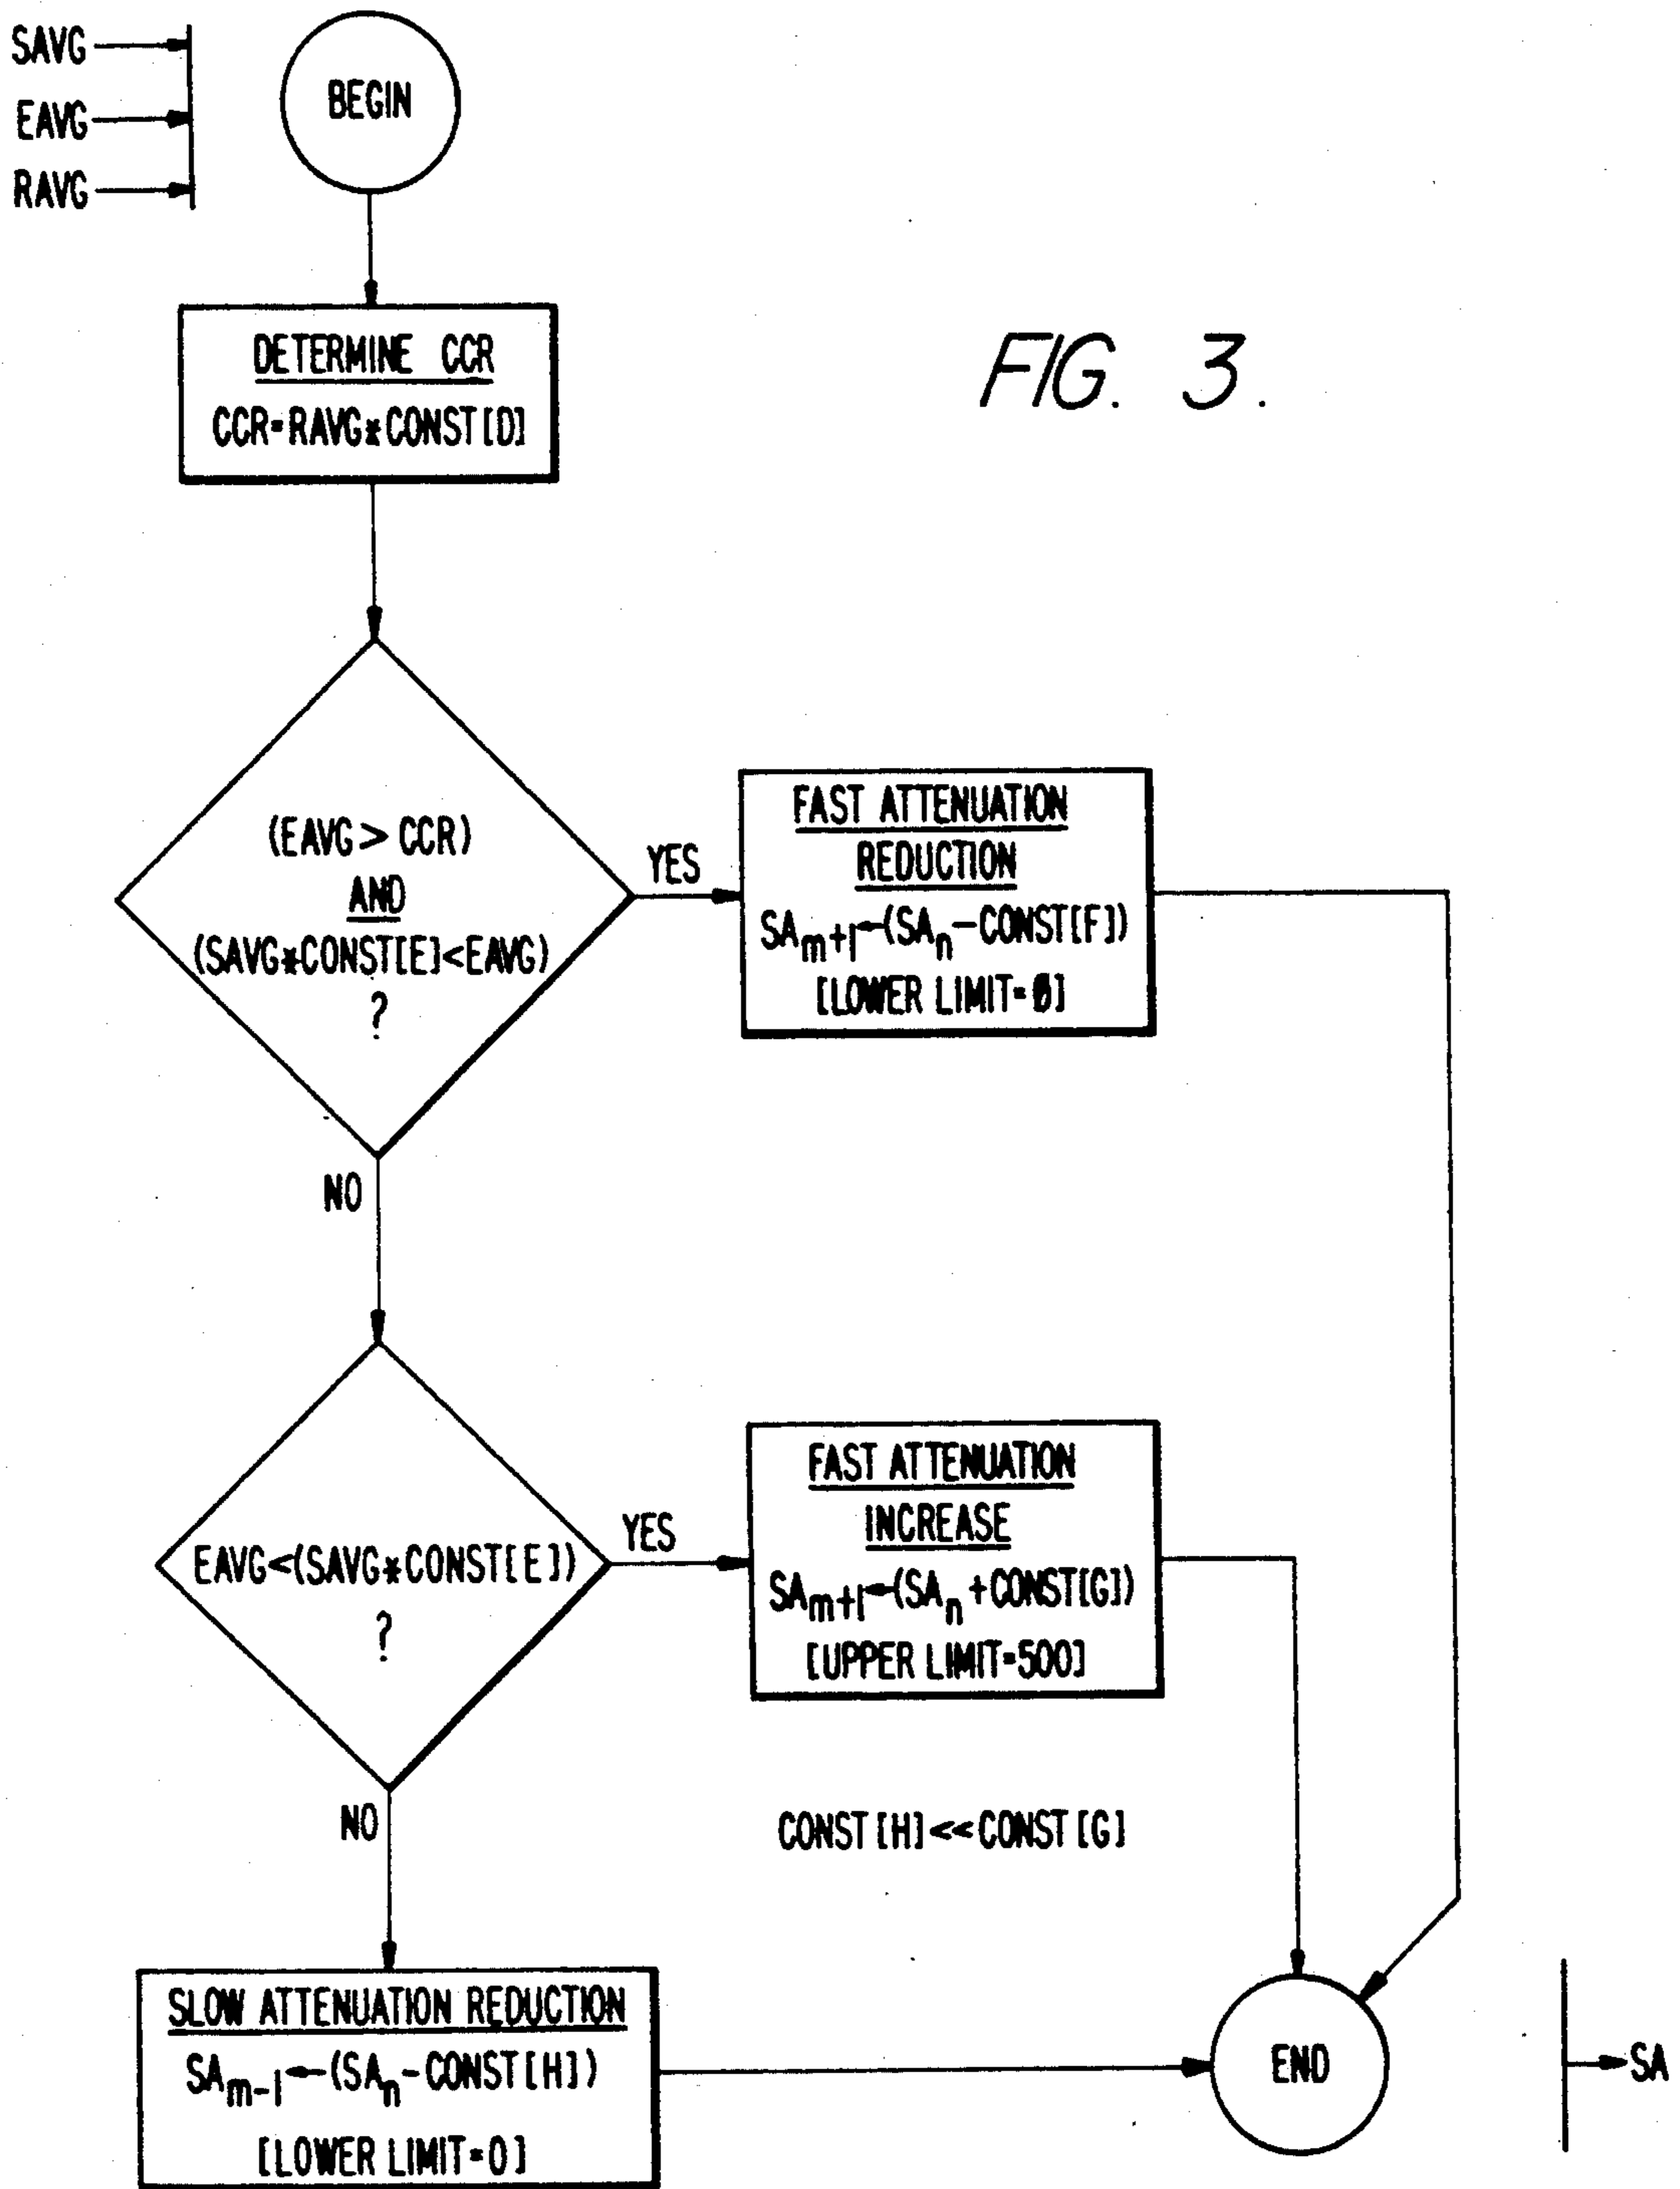 SAVG
EAVG
RAVG
BEGIN
DETERMINE CCR
CCR=RAVG*CONST[D]
FIG. 3.
(EAVG > CCR)
AND
(SAVG*CONST[E]<EAVG)
?
YES
FAST ATTENUATION
REDUCTION
SAm+1←(SAn−CONST[F])
[LOWER LIMIT=Ø]
NO
EAVG<(SAVG*CONST[E])
?
YES
FAST ATTENUATION
INCREASE
SAm+1←(SAn+CONST[G])
[UPPER LIMIT=500]
NO
CONST[H]<<CONST[G]
SLOW ATTENUATION REDUCTION
SAm−1←(SAn−CONST[H])
[LOWER LIMIT=0]
END
SA